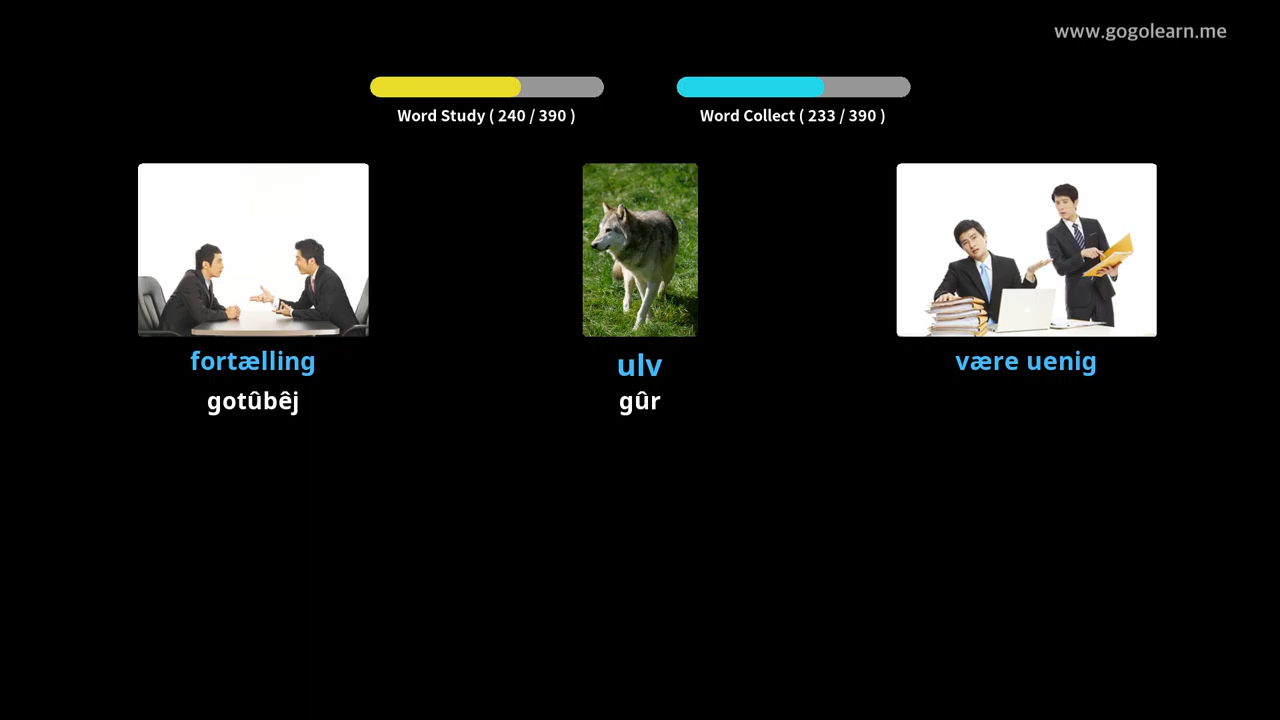 www.gogolearn.me
Word Study ( 240 / 390 )
Word Collect ( 233 / 390 )
fortælling
gotûbêj
ulv
gûr
være uenig